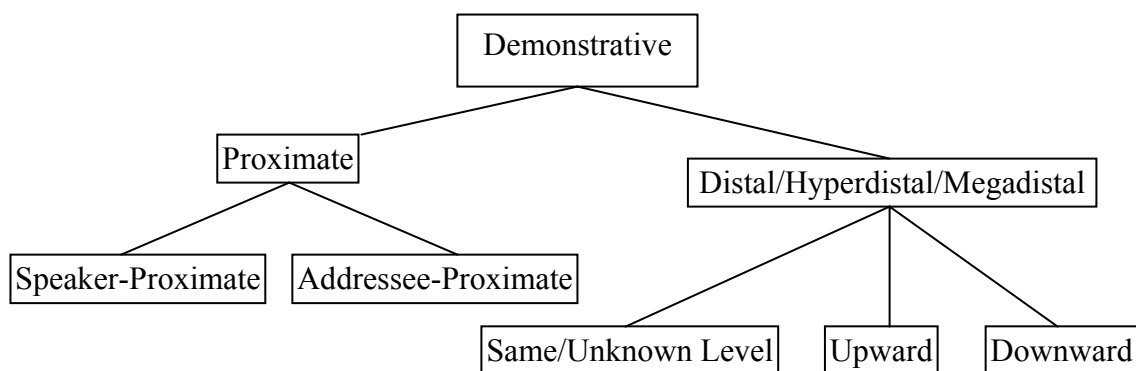 Demonstrative
Proximate
Distal/Hyperdistal/Megadistal
Speaker-Proximate
Addressee-Proximate
Same/Unknown Level
Upward
Downward